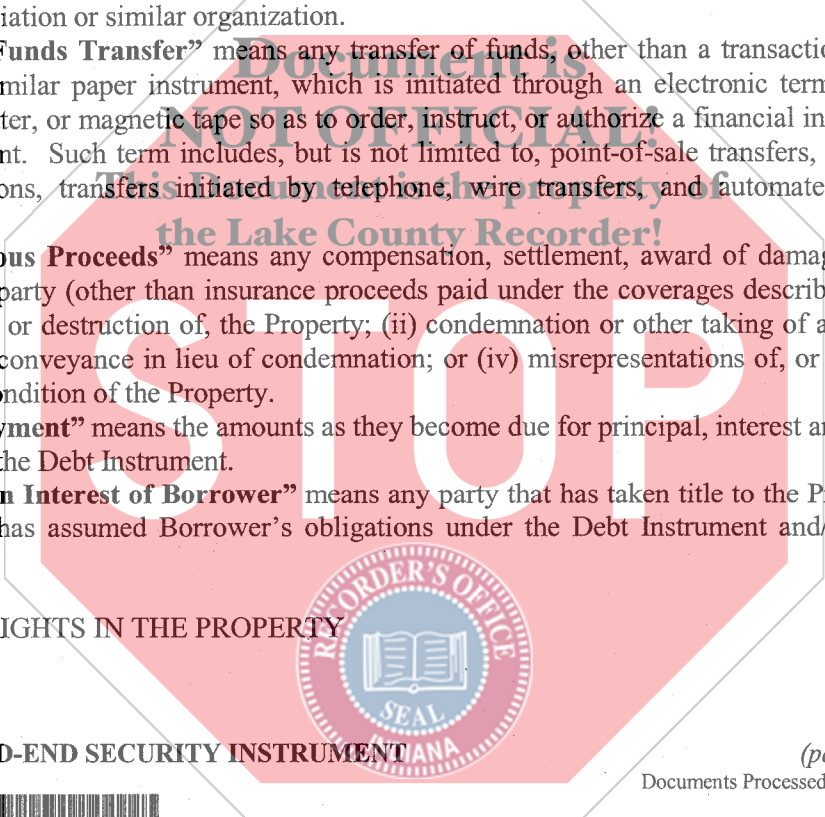 iation or similar organization.
Funds Transfer” means any transfer of funds, other than a transactio
milar paper instrument, which is initiated through an electronic term
ter, or magnetic tape so as to order, instruct, or authorize a financial in
nt. Such term includes, but is not limited to, point-of-sale transfers,
ons, transfers initiated by telephone, wire transfers, and automate
Document is
NOT OFFICIAL!
This Document is the property of
the Lake County Recorder!
ous Proceeds” means any compensation, settlement, award of damag
party (other than insurance proceeds paid under the coverages describ
or destruction of, the Property; (ii) condemnation or other taking of a
conveyance in lieu of condemnation; or (iv) misrepresentations of, or
ondition of the Property.
yment” means the amounts as they become due for principal, interest an
the Debt Instrument.
n Interest of Borrower” means any party that has taken title to the P
has assumed Borrower’s obligations under the Debt Instrument and/
STOP
IGHTS IN THE PROPERTY
RECORDER'S OFFICE
SEAL
INDIANA
D-END SECURITY INSTRUMENT
(p
Documents Processed